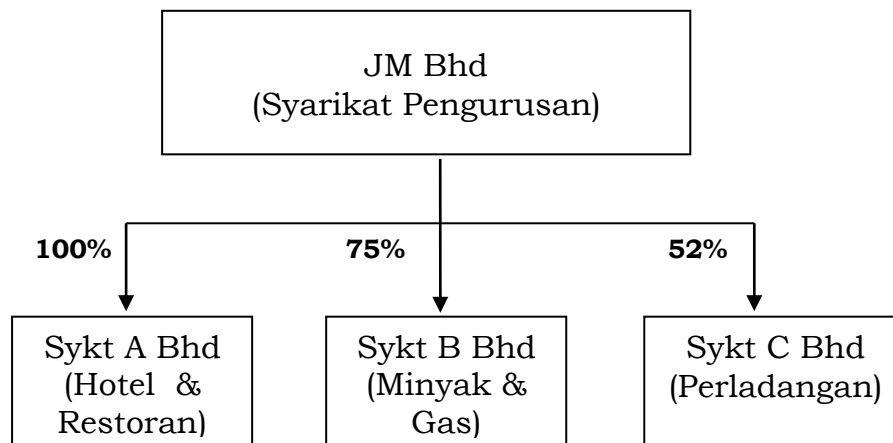 JM Bhd
(Syarikat Pengurusan)
100%
75%
52%
Sykt A Bhd
(Hotel &
Restoran)
Sykt B Bhd
(Minyak &
Gas)
Sykt C Bhd
(Perladangan)